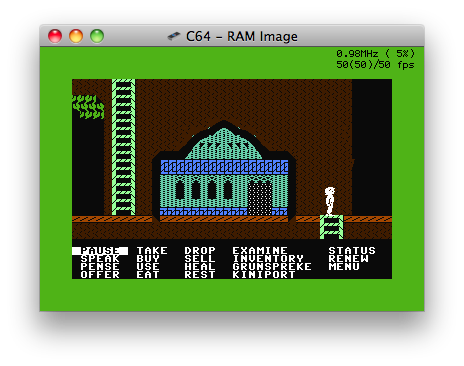 C64 - RAM Image
0.98MHz ( 5%)
50(50)/50 fps
PAUSE TAKE DROP EXAMINE STATUS
SPEAK BUY SELL INVENTORY RENEW
PENSE USE HEAL GRUNSPREKE MENU
OFFER EAT REST KINIPORT